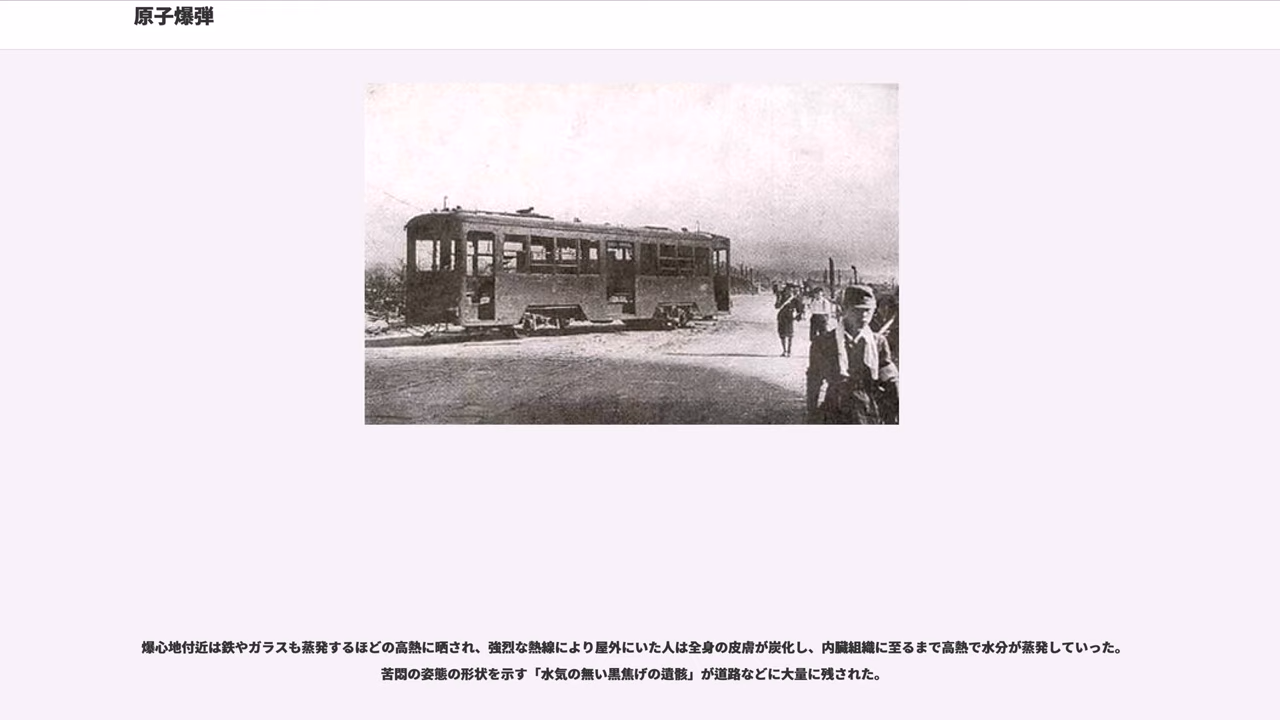 原子爆弾
爆心地付近は鉄やガラスも蒸発するほどの高熱に晒され、強烈な熱線により屋外にいた人は全身の皮膚が炭化し、内臓組織に至るまで高熱で水分が蒸発していった。
苦悶の姿態の形状を示す「水気の無い黒焦げの遺骸」が道路などに大量に残された。